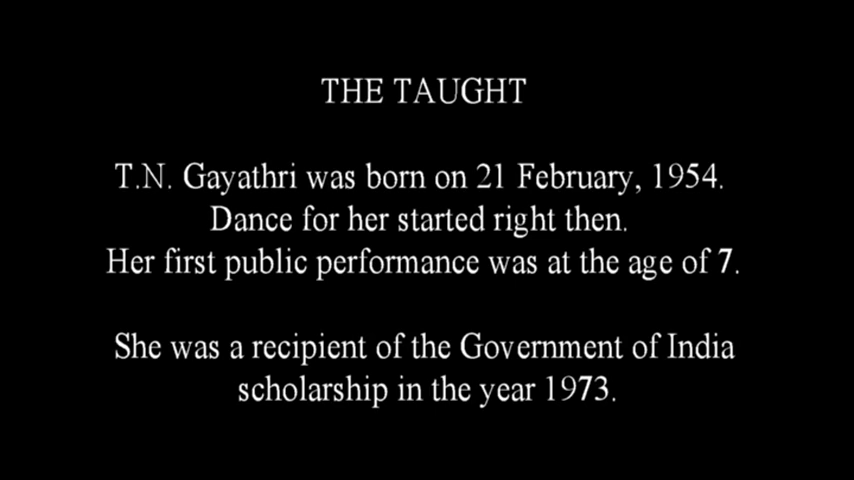 THE TAUGHT
T.N. Gayathri was born on 21 February, 1954.
Dance for her started right then.
Her first public performance was at the age of 7.
She was a recipient of the Government of India
scholarship in the year 1973.